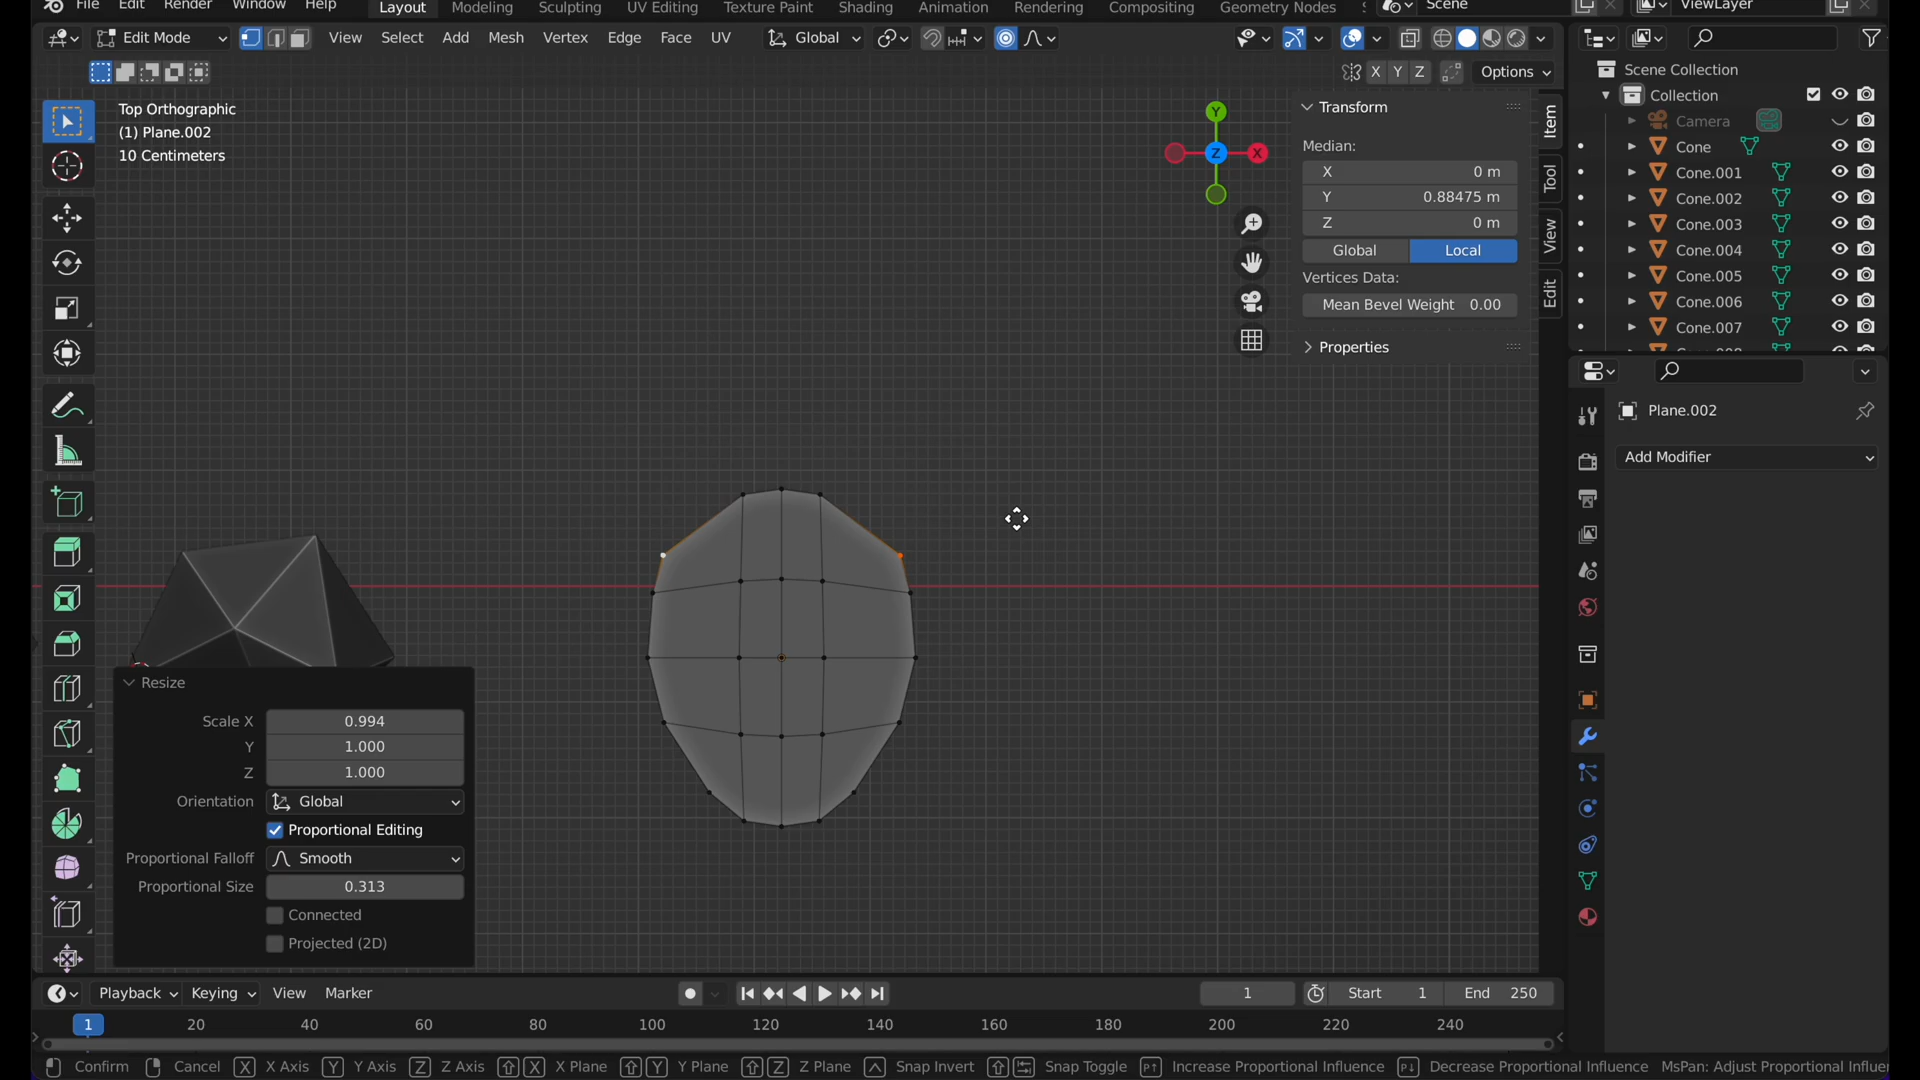 File Edit Render Window Help Layout Modeling Sculpting UV Editing Texture Paint Shading Animation Rendering Compositing Geometry Nodes Scene ViewLayer
Edit Mode View Select Add Mesh Vertex Edge Face UV Global
X Y Z Options
Top Orthographic
(1) Plane.002
10 Centimeters
Y
Z X
Transform
Median:
X 0 m
Y 0.88475 m
Z 0 m
Global Local
Vertices Data:
Mean Bevel Weight 0.00
Properties
Item
Tool
View
Edit
Scene Collection
Collection
Camera
Cone
Cone.001
Cone.002
Cone.003
Cone.004
Cone.005
Cone.006
Cone.007
Plane.002
Add Modifier
Resize
Scale X 0.994
Y 1.000
Z 1.000
Orientation Global
Proportional Editing
Proportional Falloff Smooth
Proportional Size 0.313
Connected
Projected (2D)
Playback Keying View Marker 1 Start 1 End 250
1 20 40 60 80 100 120 140 160 180 200 220 240
Confirm Cancel X X Axis Y Y Axis Z Z Axis X X Plane Y Y Plane Z Z Plane Snap Invert Snap Toggle Increase Proportional Influence Decrease Proportional Influence MsPan: Adjust Proportional Influer